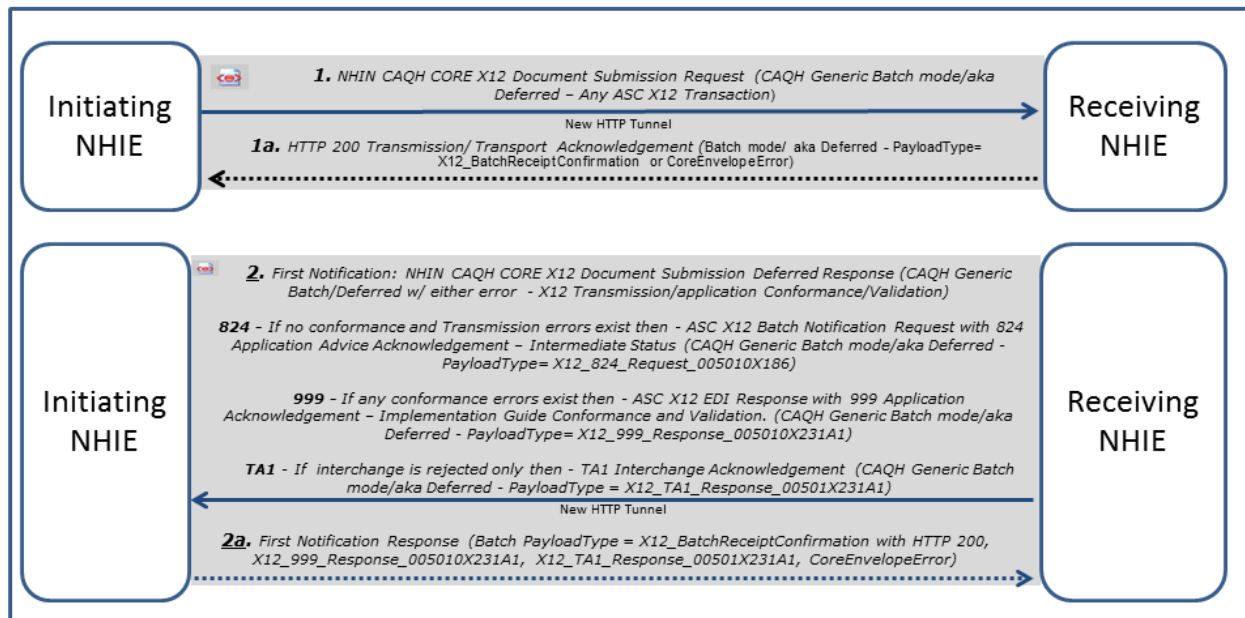 Initiating
NHIE
1. NHIN CAQH CORE X12 Document Submission Request (CAQH Generic Batch mode/aka
Deferred – Any ASC X12 Transaction)
New HTTP Tunnel
1a. HTTP 200 Transmission/ Transport Acknowledgement (Batch mode/ aka Deferred - PayloadType=
X12_BatchReceiptConfirmation or CoreEnvelopeError)
Receiving
NHIE
Initiating
NHIE
2. First Notification: NHIN CAQH CORE X12 Document Submission Deferred Response (CAQH Generic
Batch/Deferred w/ either error - X12 Transmission/application Conformance/Validation)
824 - If no conformance and Transmission errors exist then - ASC X12 Batch Notification Request with 824
Application Advice Acknowledgement – Intermediate Status (CAQH Generic Batch mode/aka Deferred -
PayloadType= X12_824_Request_005010X186)
999 - If any conformance errors exist then - ASC X12 EDI Response with 999 Application
Acknowledgement – Implementation Guide Conformance and Validation. (CAQH Generic Batch mode/aka
Deferred - PayloadType= X12_999_Response_005010X231A1)
TA1 - If interchange is rejected only then - TA1 Interchange Acknowledgement (CAQH Generic Batch
mode/aka Deferred - PayloadType = X12_TA1_Response_00501X231A1)
New HTTP Tunnel
2a. First Notification Response (Batch PayloadType = X12_BatchReceiptConfirmation with HTTP 200,
X12_999_Response_005010X231A1, X12_TA1_Response_00501X231A1, CoreEnvelopeError)
Receiving
NHIE